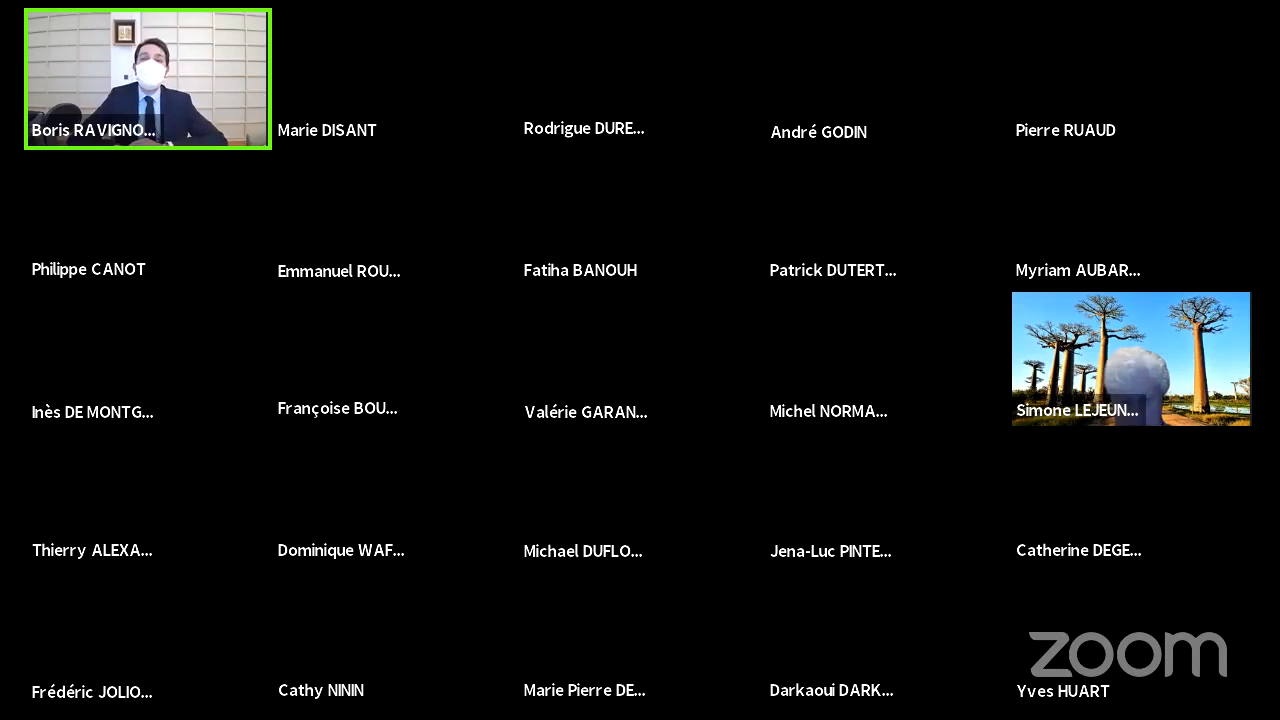 Boris RAVIGNO...
Marie DISANT
Rodrigue DURE...
André GODIN
Pierre RUAUD
Philippe CANOT
Emmanuel ROU...
Fatiha BANOUH
Patrick DUTERT...
Myriam AUBAR...
Inès DE MONTG...
Françoise BOU...
Valérie GARAN...
Michel NORMA...
Simone LEJEUN...
Thierry ALEXA...
Dominique WAF...
Michael DUFLO...
Jena-Luc PINTE...
Catherine DEGE...
zoom
Frédéric JOLIO...
Cathy NININ
Marie Pierre DE...
Darkaoui DARK...
Yves HUART